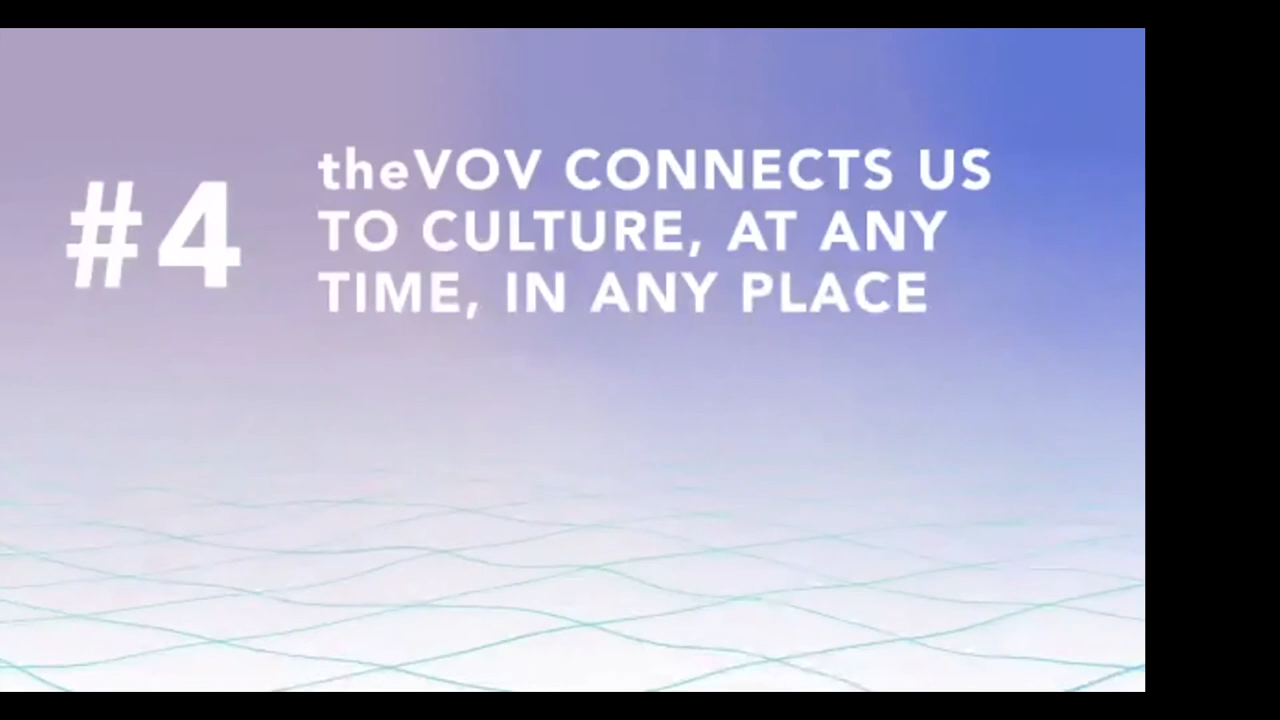 #4
theVOV CONNECTS US
TO CULTURE, AT ANY
TIME, IN ANY PLACE